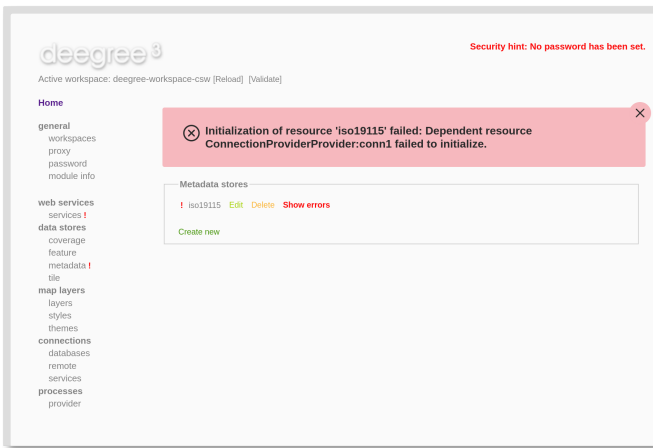 deegree 3
Security hint: No password has been set.
Active workspace: deegree-workspace-csw [Reload] [Validate]
Home
general
workspaces
proxy
password
module info
web services
services !
data stores
coverage
feature
metadata !
tile
map layers
layers
styles
themes
connections
databases
remote
services
processes
provider
Initialization of resource 'iso19115' failed: Dependent resource
ConnectionProviderProvider:conn1 failed to initialize.
Metadata stores
! iso19115 Edit Delete Show errors
Create new